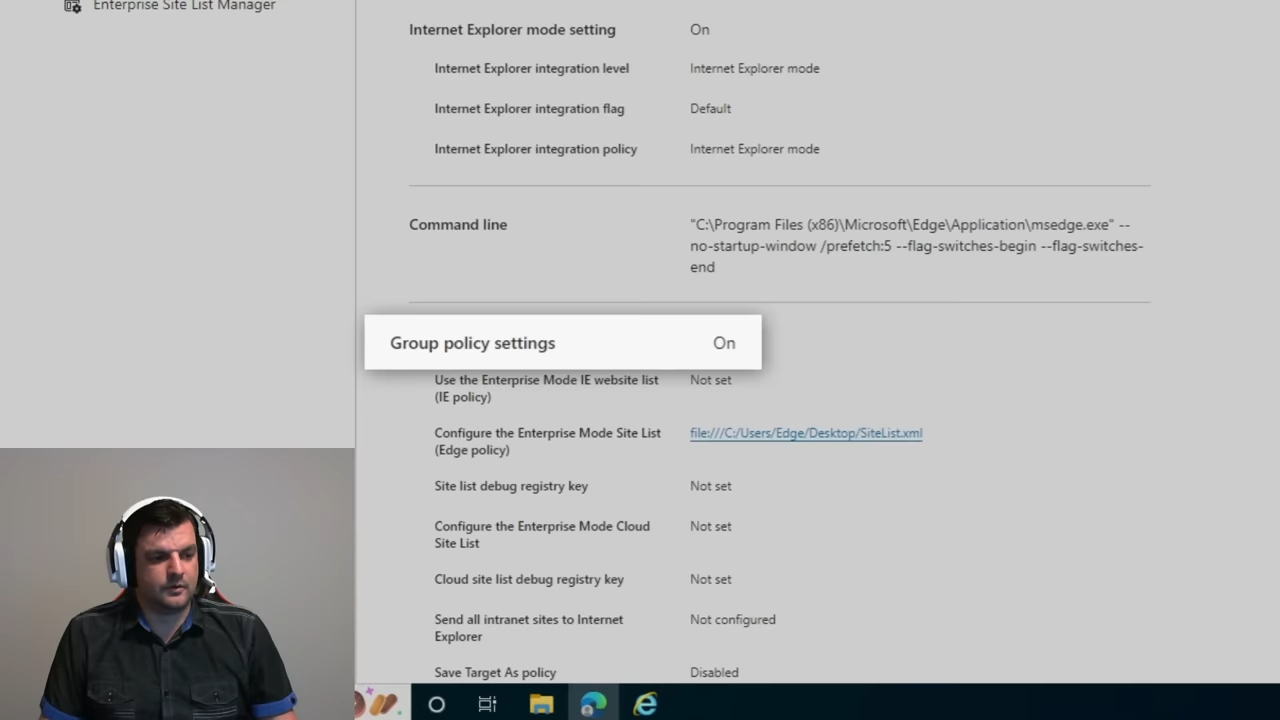 Enterprise Site List Manager
Internet Explorer mode setting On
Internet Explorer integration level Internet Explorer mode
Internet Explorer integration flag Default
Internet Explorer integration policy Internet Explorer mode
Command line "C:\Program Files (x86)\Microsoft\Edge\Application\msedge.exe" --
no-startup-window /prefetch:5 --flag-switches-begin --flag-switches-
end
Group policy settings On
Use the Enterprise Mode IE website list Not set
(IE policy)
Configure the Enterprise Mode Site List file:///C:/Users/Edge/Desktop/SiteList.xml
(Edge policy)
Site list debug registry key Not set
Configure the Enterprise Mode Cloud Not set
Site List
Cloud site list debug registry key Not set
Send all intranet sites to Internet Not configured
Explorer
Save Target As policy Disabled